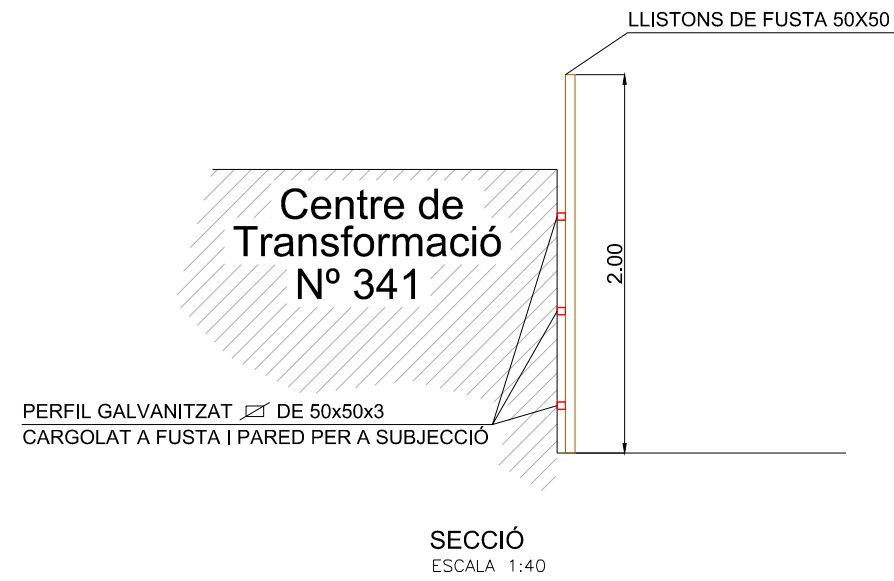 LLISTONS DE FUSTA 50X50
Centre de
Transformació
Nº 341
2.00
PERFIL GALVANITZAT DE 50x50x3
CARGOLAT A FUSTA I PARED PER A SUBJECCIÓ
SECCIÓ
ESCALA 1:40